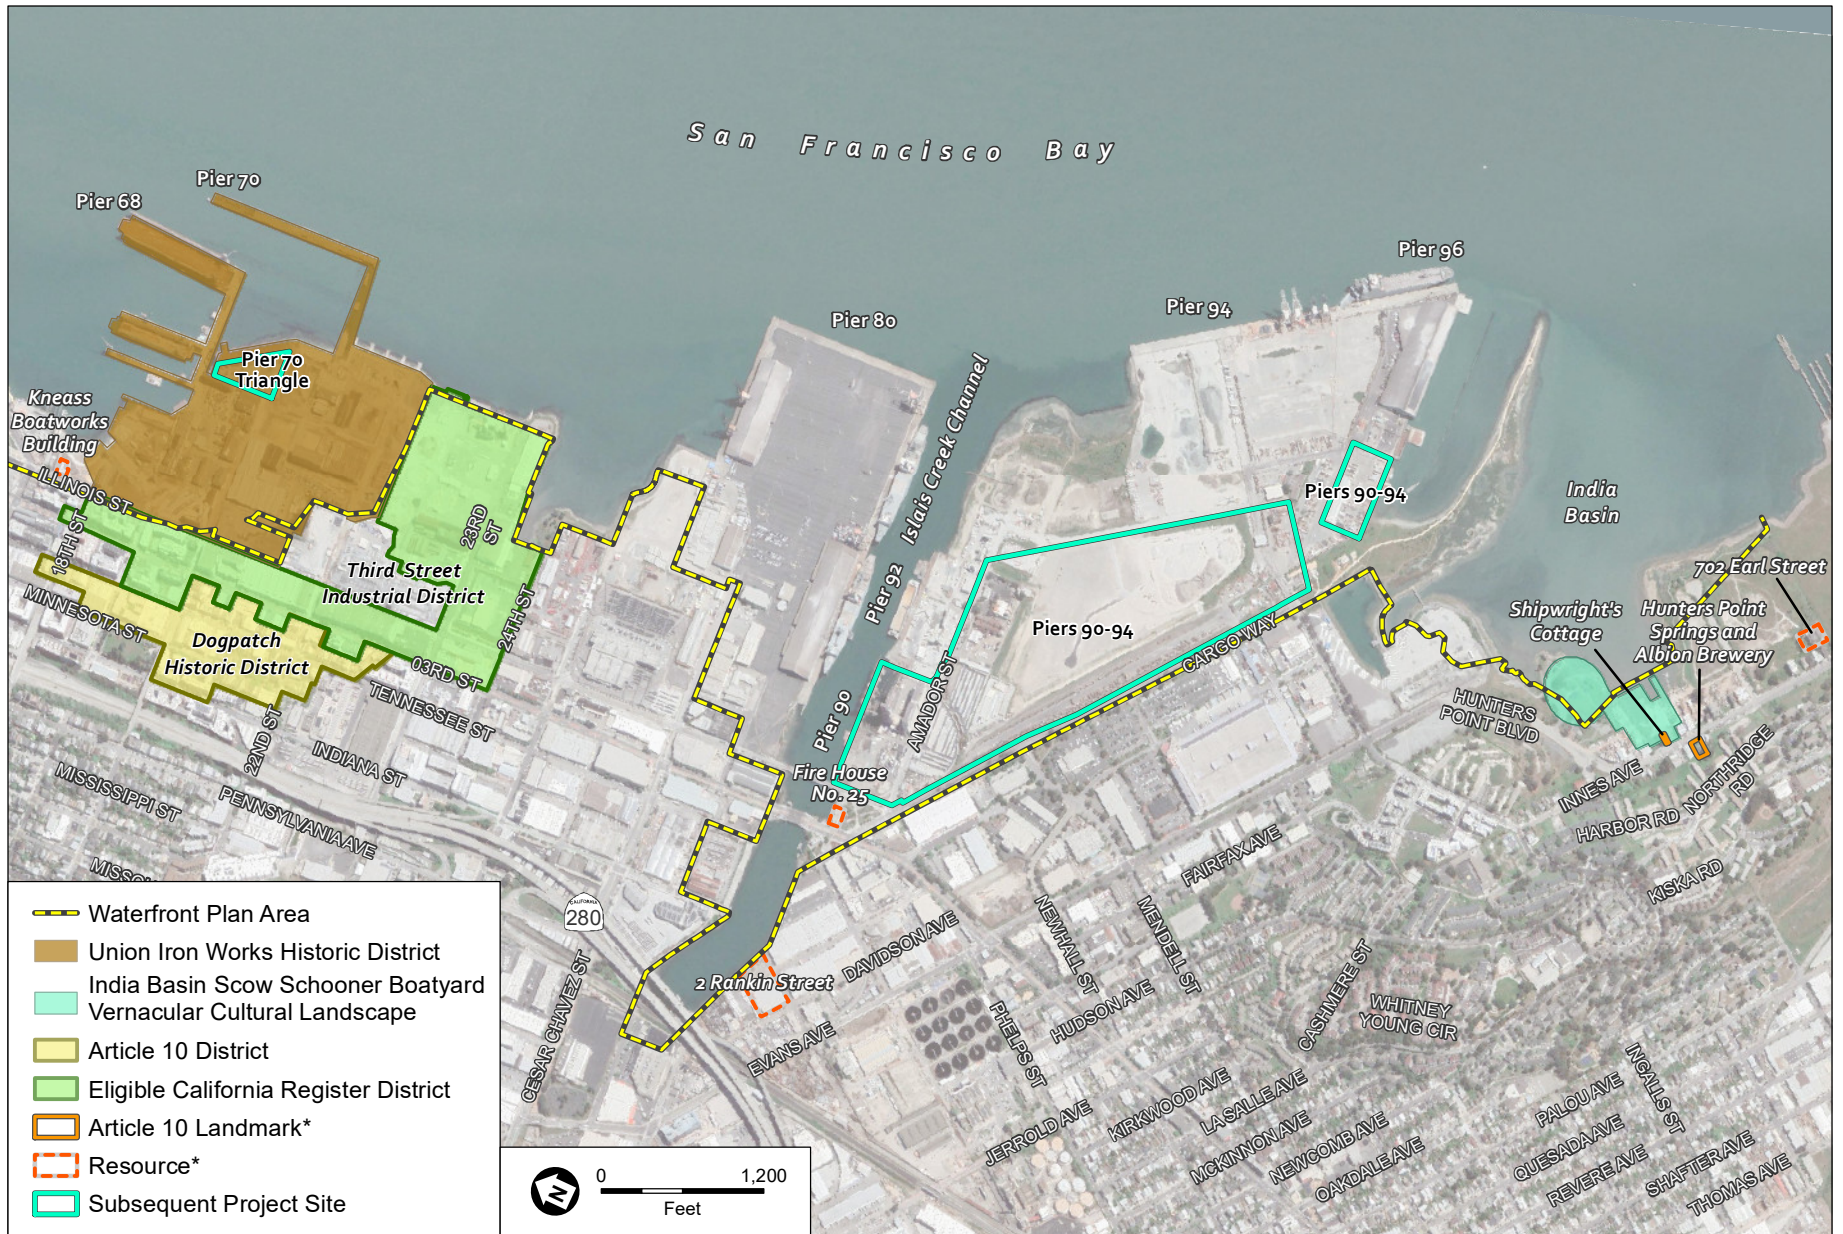 San Francisco Bay
Pier 70
Pier 68
Pier 96
Pier 94
Pier 80
Pier 70
Triangle
Kneass
Boatworks
Building
Islais Creek Channel
Piers 90-94
India
Basin
ILLINOIS ST
18TH ST
23RD
ST
Third Street
Industrial District
Pier 92
702 Earl Street
Shipwright's
Cottage
Hunters Point
Springs and
Albion Brewery
MINNESOTA ST
Dogpatch
Historic District
24TH ST
Piers 90-94
CARGO WAY
AMADOR ST
03RD ST
TENNESSEE ST
Pier 90
HUNTERS
POINT BLVD
22ND ST
INDIANA ST
Fire House
No. 25
INNES AVE
NORTHRIDGE
RD
MISSISSIPPI ST
PENNSYLVANIA AVE
HARBOR RD
FAIRFAX AVE
KISKA RD
280
CALIFORNIA
DAVIDSON AVE
NEWHALL ST
MENDELL ST
CASHMERE ST
2 Rankin Street
WHITNEY
YOUNG CIR
HUDSON AVE
PHELPS ST
EVANS AVE
CESAR CHAVEZ ST
INGALLS ST
JERROLD AVE
KIRKWOOD AVE
LASALLE AVE
MCKINNON AVE
NEWCOMB AVE
OAKDALE AVE
PALOU AVE
QUESADA AVE
REVERE AVE
SHAFTER AVE
THOMAS AVE
Waterfront Plan Area
Union Iron Works Historic District
India Basin Scow Schooner Boatyard
Vernacular Cultural Landscape
Article 10 District
Eligible California Register District
Article 10 Landmark*
Resource*
Subsequent Project Site
N
0 1,200
Feet